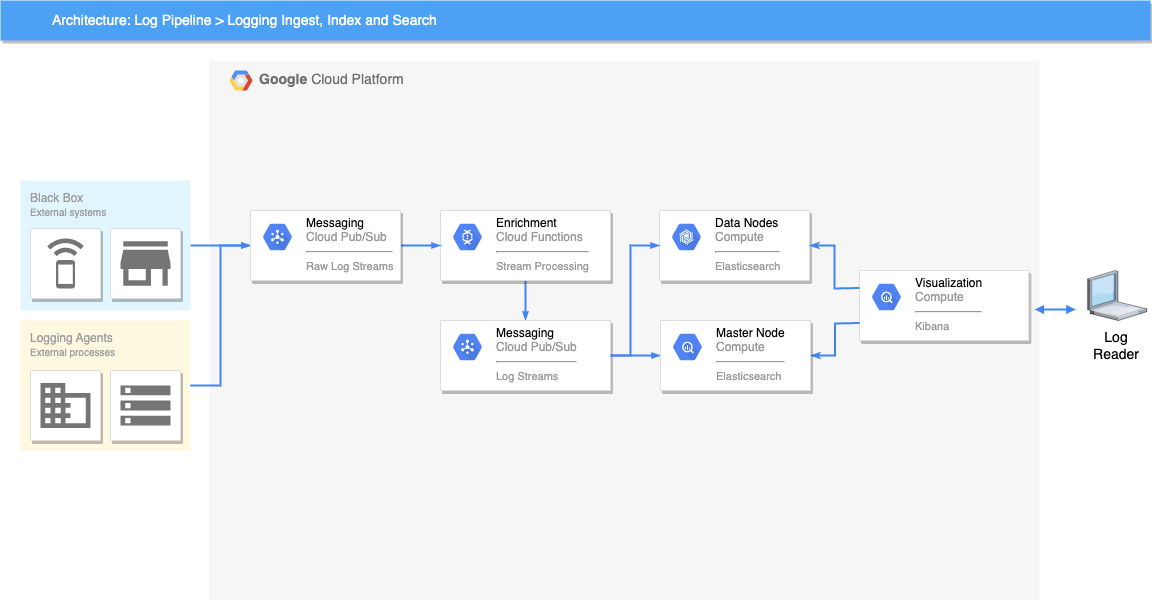 Architecture: Log Pipeline > Logging Ingest, Index and Search
Google Cloud Platform
Black Box
External systems
Logging Agents
External processes
Messaging
Cloud Pub/Sub
Raw Log Streams
Enrichment
Cloud Functions
Stream Processing
Messaging
Cloud Pub/Sub
Log Streams
Data Nodes
Compute
Elasticsearch
Master Node
Compute
Elasticsearch
Visualization
Compute
Kibana
Log
Reader